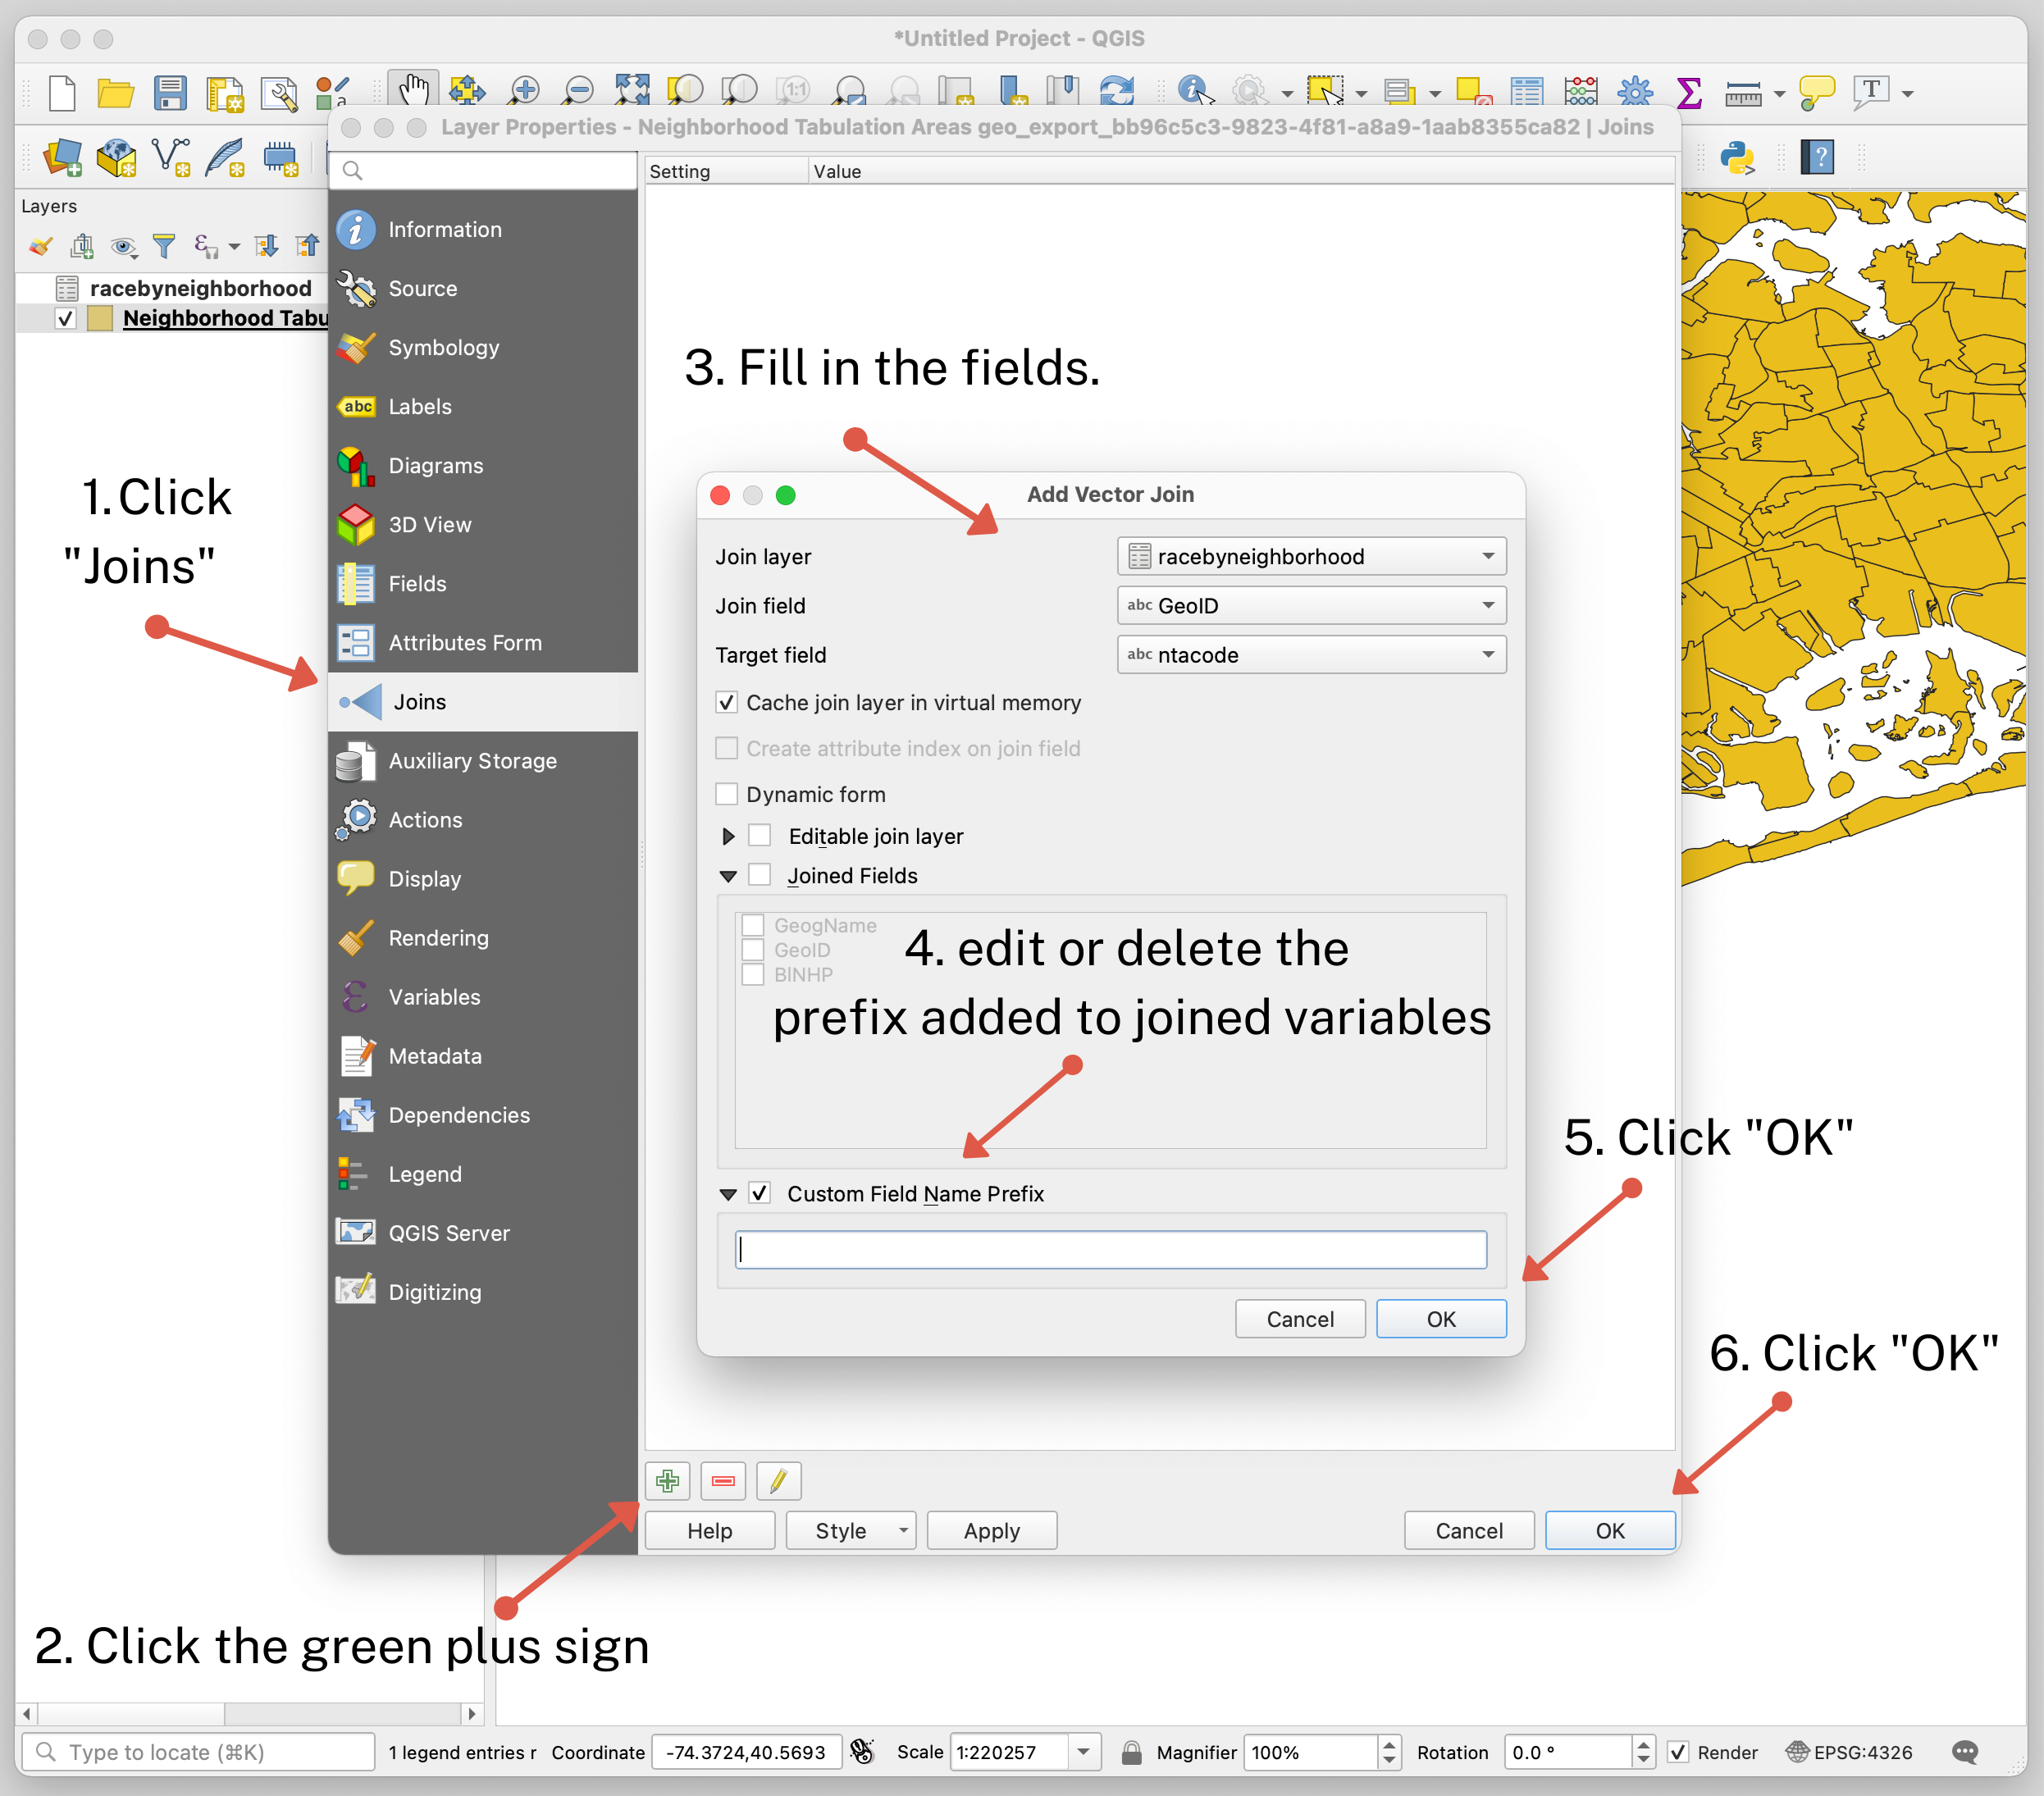 *Untitled Project - QGIS
1:1
T
Layer Properties - Neighborhood Tabulation Areas geo_export_bb96c5c3-9823-4f81-a8a9-1aab8355ca82 | Joins
Setting
Value
Layers
racebyneighborhood
Neighborhood Tabu
Information
Source
Symbology
abc Labels
Diagrams
3D View
Fields
Attributes Form
Joins
Auxiliary Storage
Actions
Display
Rendering
Variables
Metadata
Dependencies
Legend
QGIS Server
Digitizing
1. Click
"Joins"
3. Fill in the fields.
Add Vector Join
Join layer
racebyneighborhood
Join field
abc GeoID
Target field
abc ntacode
Cache join layer in virtual memory
Create attribute index on join field
Dynamic form
Editable join layer
Joined Fields
GeogName
GeoID
BlNHP
4. edit or delete the
prefix added to joined variables
Custom Field Name Prefix
Cancel
OK
5. Click "OK"
6. Click "OK"
Help
Style
Apply
Cancel
OK
2. Click the green plus sign
Type to locate (⌘K)
1 legend entries r
Coordinate
-74.3724,40.5693
Scale
1:220257
Magnifier
100%
Rotation
0.0 °
Render
EPSG:4326